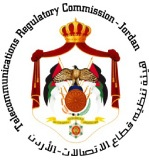 Telecommunications Regulatory Commission - Jordan
هيئة تنظيم قطاع الاتصالات - الأردن